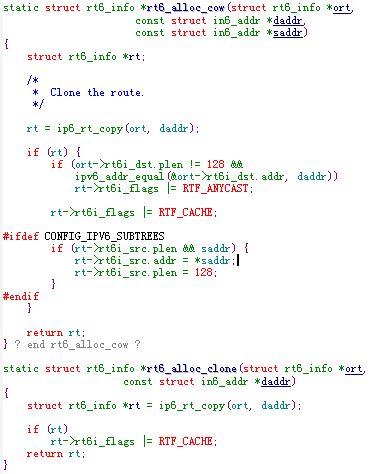 static struct rt6_info *rt6_alloc_cow(struct rt6_info *ort,
                      const struct in6_addr *daddr,
                      const struct in6_addr *saddr)
{
    struct rt6_info *rt;

    /*
     *  Clone the route.
     */

    rt = ip6_rt_copy(ort, daddr);

    if (rt) {
        if (ort->rt6i_dst.plen != 128 &&
            ipv6_addr_equal(&ort->rt6i_dst.addr, daddr))
            rt->rt6i_flags |= RTF_ANYCAST;

        rt->rt6i_flags |= RTF_CACHE;

#ifdef CONFIG_IPV6_SUBTREES
        if (rt->rt6i_src.plen && saddr) {
            rt->rt6i_src.addr = *saddr;
            rt->rt6i_src.plen = 128;
        }
#endif
    }

    return rt;
} ? end rt6_alloc_cow ?

static struct rt6_info *rt6_alloc_clone(struct rt6_info *ort,
                    const struct in6_addr *daddr)
{
    struct rt6_info *rt = ip6_rt_copy(ort, daddr);

    if (rt)
        rt->rt6i_flags |= RTF_CACHE;
    return rt;
}